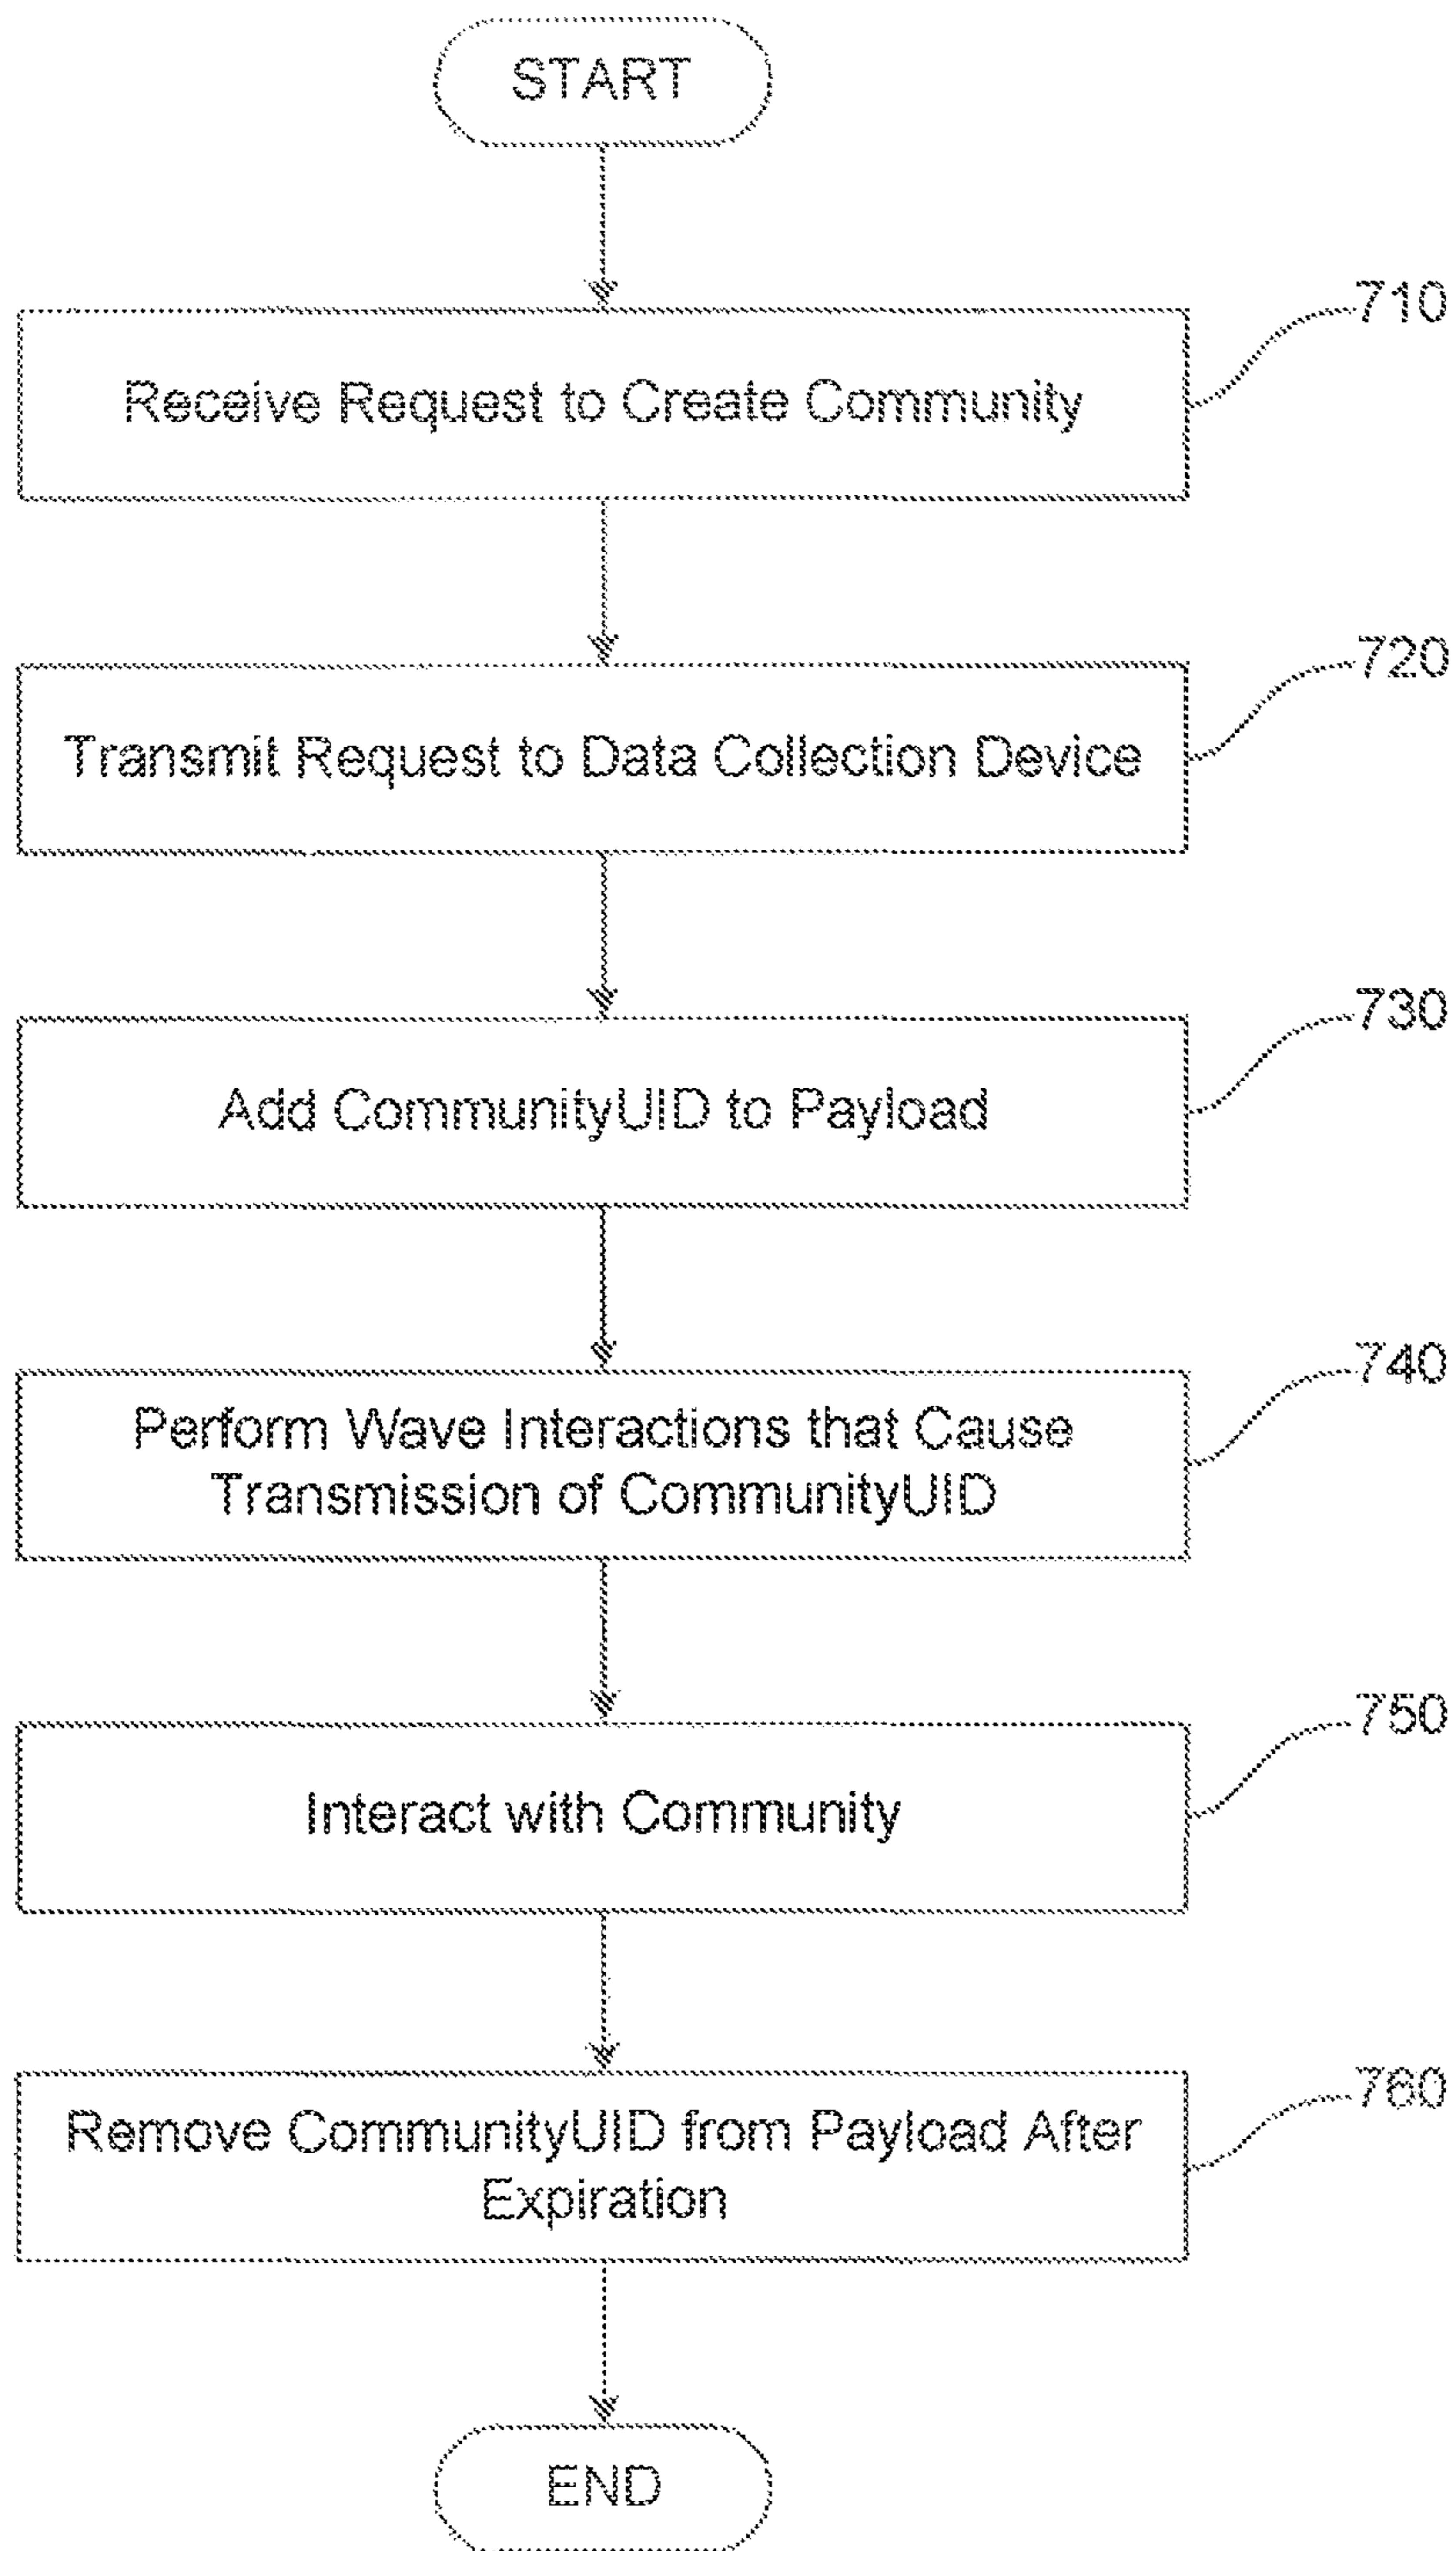 START
710
Receive Request to Create Community
720
Transmit Request to Data Collection Device
730
Add CommunityUID to Payload
740
Perform Wave Interactions that Cause
Transmission of CommunityUID
750
Interact with Community
760
Remove CommunityUID from Payload After
Expiration
END